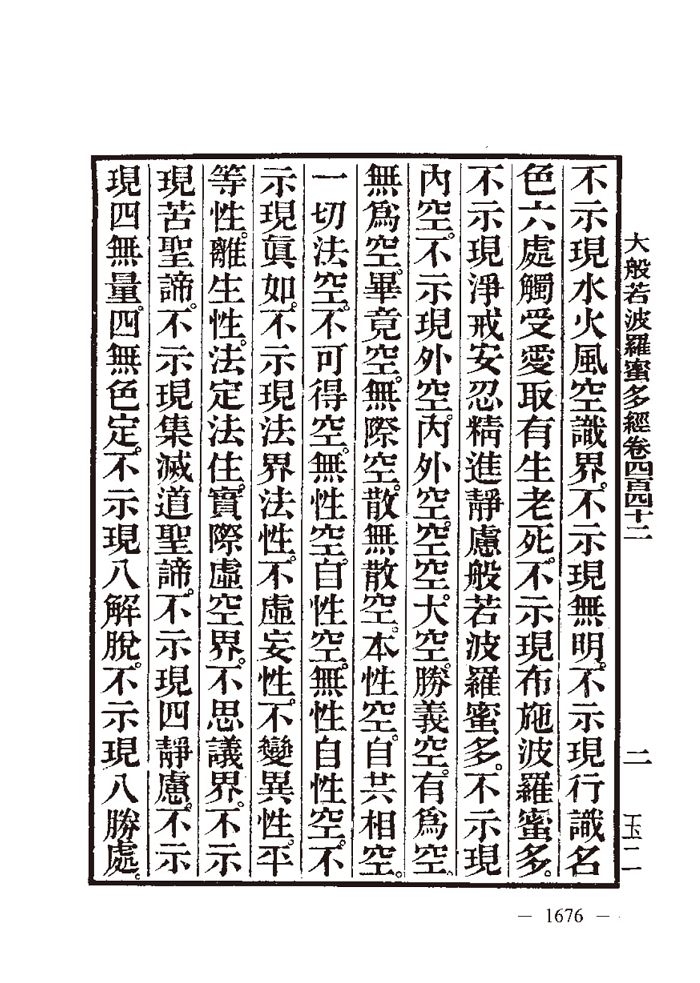 大般若波羅蜜多經卷四百四十二
二
玉二
不示現水火風空識界。不示現無明。不示現行識名
色六處觸受愛取有生老死。不示現布施波羅蜜多。
不示現淨戒安忍精進靜慮般若波羅蜜多。不示現
內空。不示現外空。內外空。空空。大空。勝義空。有爲空。
無爲空。畢竟空。無際空。散無散空。本性空。自共相空。
一切法空。不可得空。無性空。自性空。無性自性空。不
示現眞如。不示現法界法性。不虛妄性。不變異性。平
等性。離生性。法定法住。實際虛空界。不思議界。不示
現苦聖諦。不示現集滅道聖諦。不示現四靜慮。不示
現四無量。四無色定。不示現八解脫。不示現八勝處。
— 1676 —